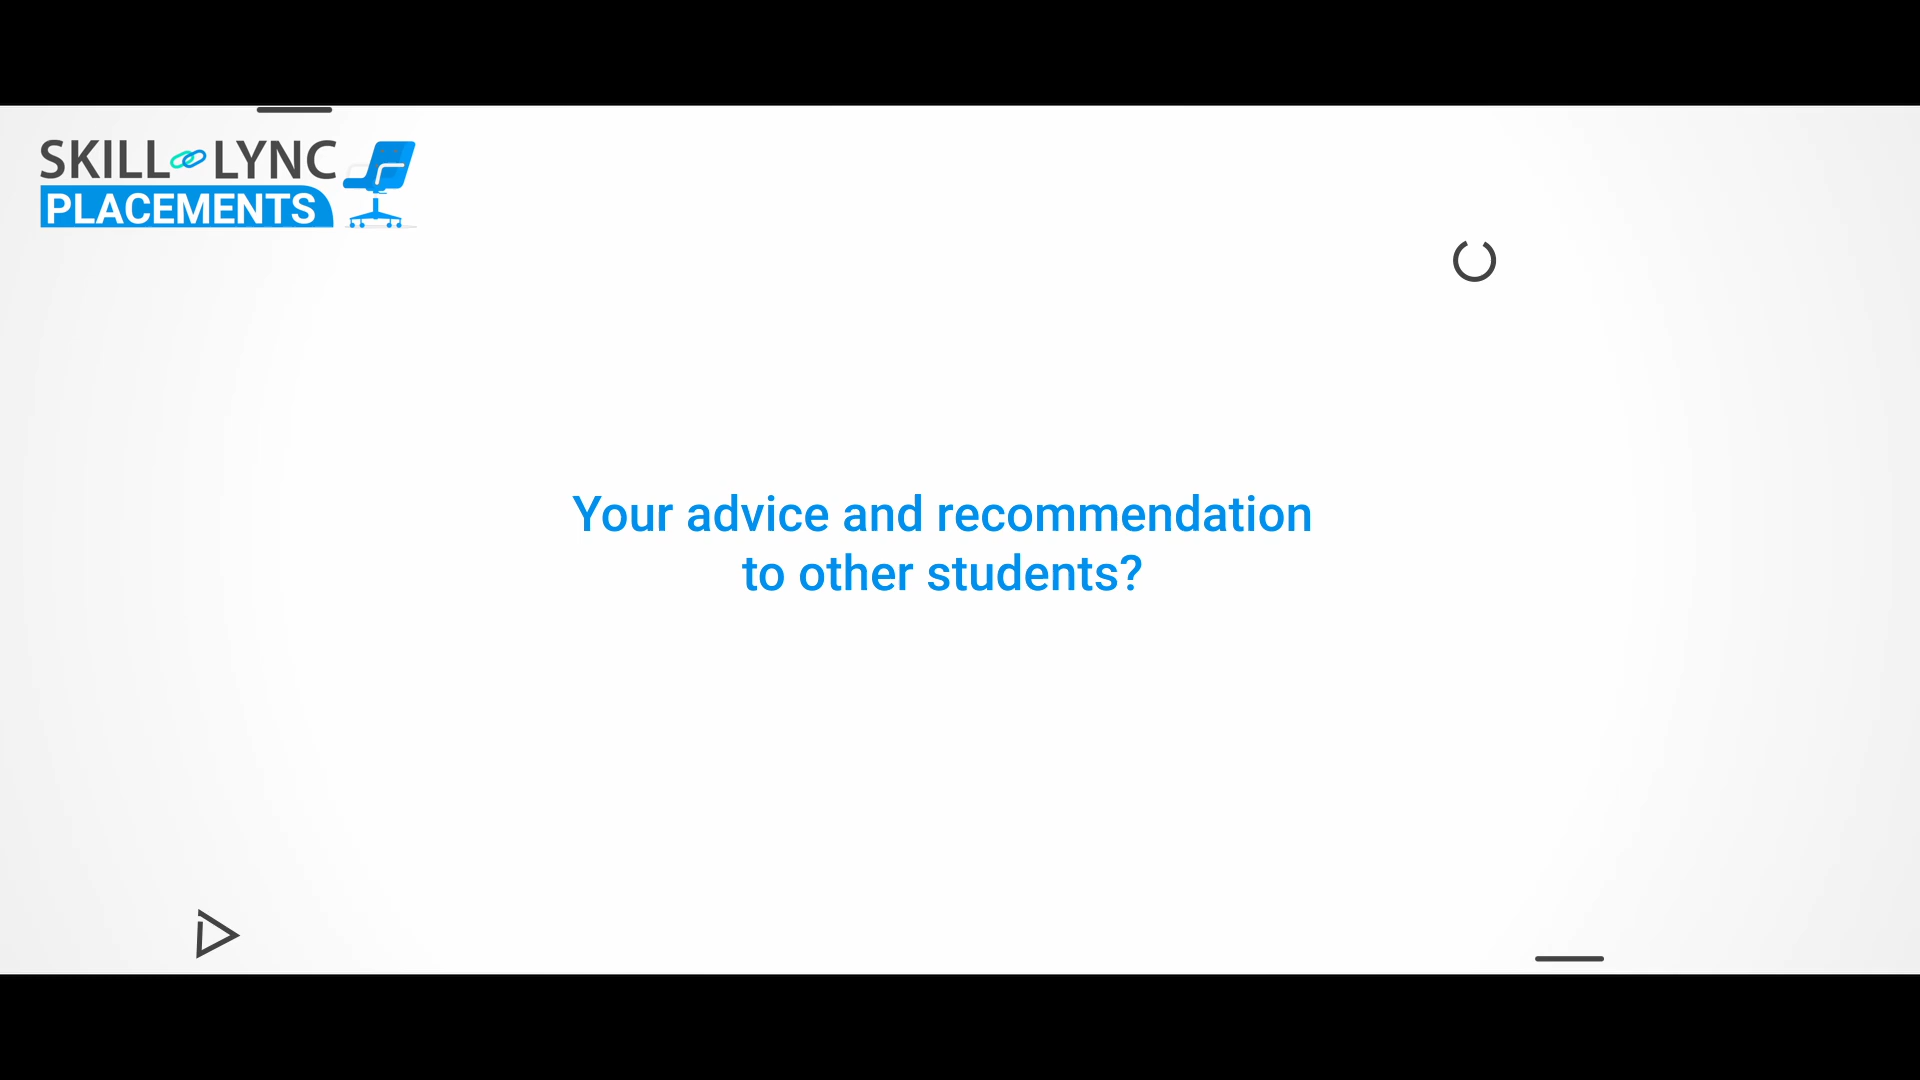 SKILL LYNC
PLACEMENTS
Your advice and recommendation
to other students?